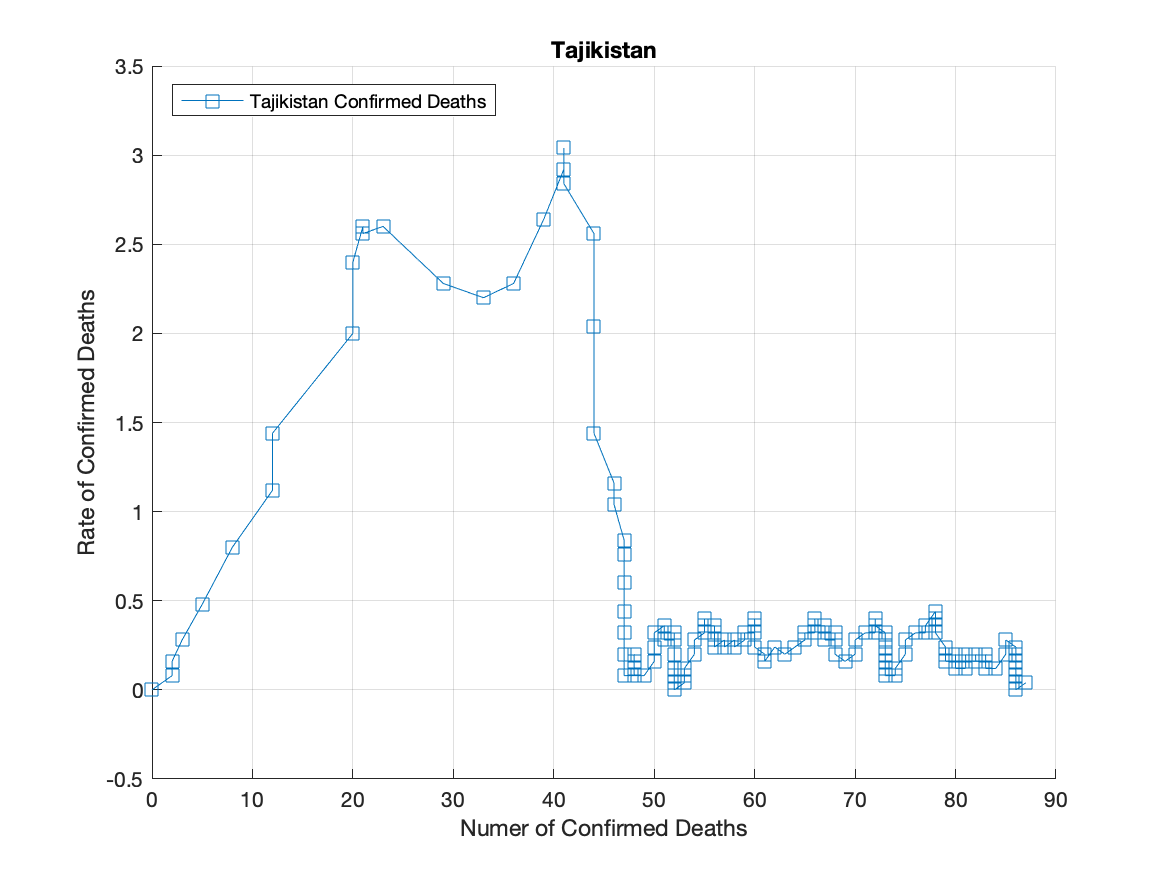 Tajikistan
Tajikistan Confirmed Deaths
3.5
3
2.5
2
1.5
1
0.5
0
-0.5
Rate of Confirmed Deaths
0 10 20 30 40 50 60 70 80 90
Numer of Confirmed Deaths